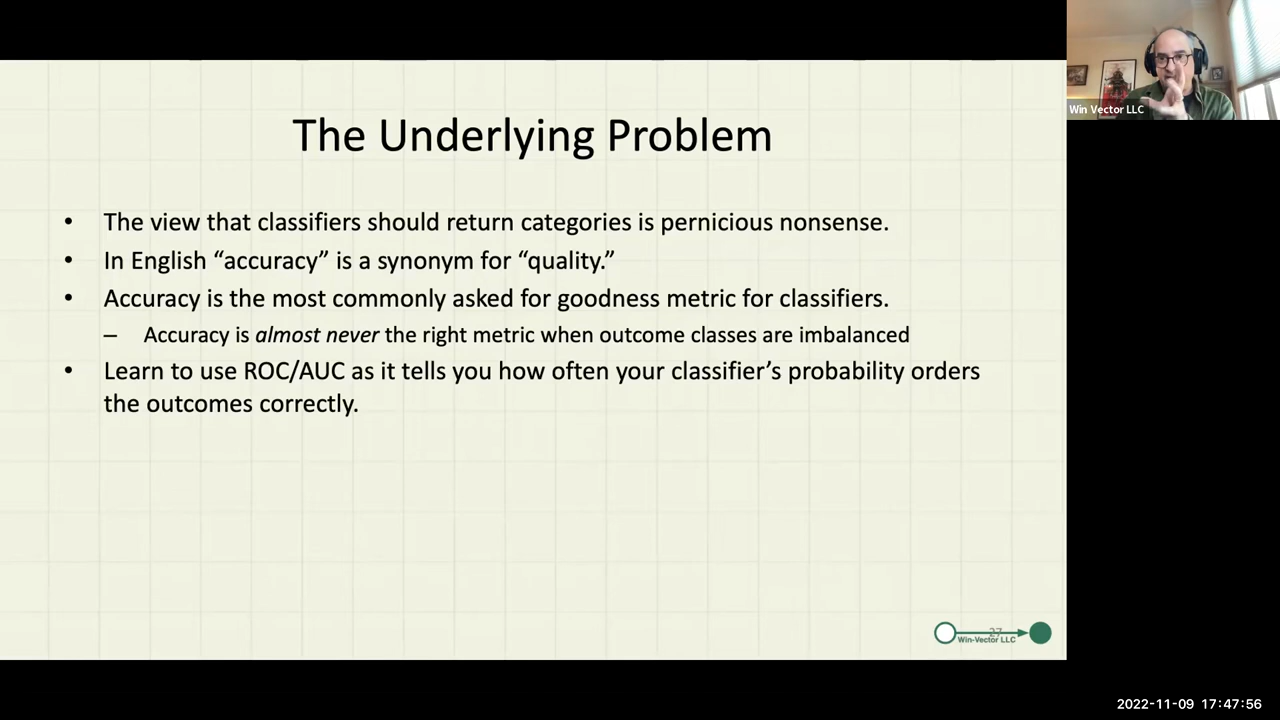 The Underlying Problem
• The view that classifiers should return categories is pernicious nonsense.
• In English “accuracy” is a synonym for “quality.”
• Accuracy is the most commonly asked for goodness metric for classifiers.
– Accuracy is almost never the right metric when outcome classes are imbalanced
• Learn to use ROC/AUC as it tells you how often your classifier’s probability orders
the outcomes correctly.
27
Win-Vector LLC
Win Vector LLC
2022-11-09 17:47:56